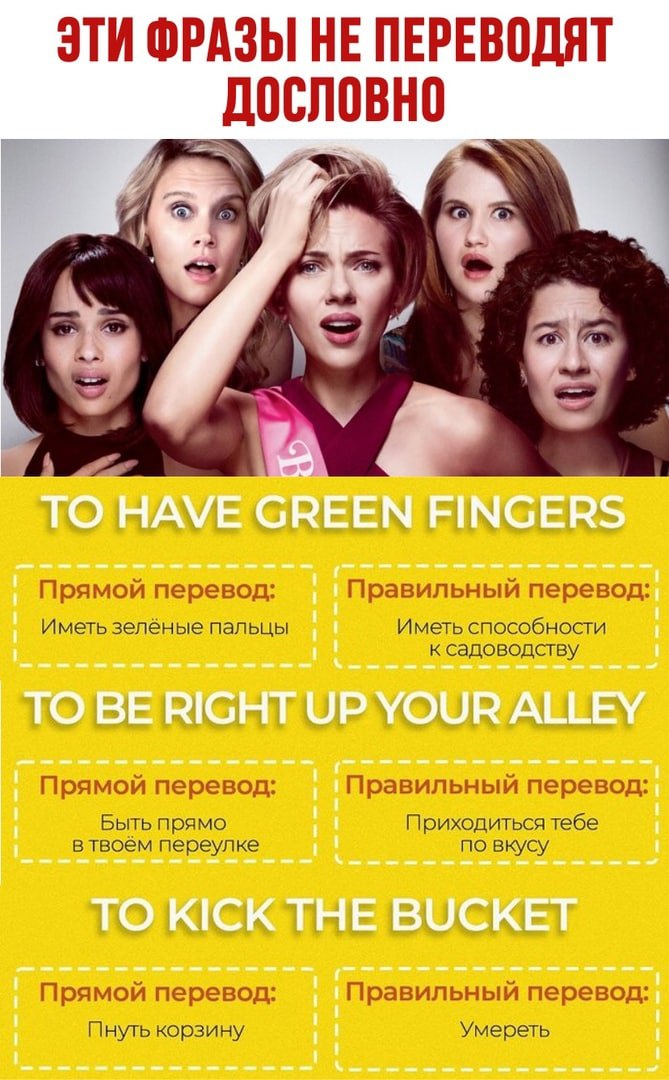 ЭТИ ФРАЗЫ НЕ ПЕРЕВОДЯТ
ДОСЛОВНО
B
TO HAVE GREEN FINGERS
Прямой перевод:
Иметь зелёные пальцы
Правильный перевод:
Иметь способности
к садоводству
TO BE RIGHT UP YOUR ALLEY
Прямой перевод:
Быть прямо
в твоём переулке
Правильный перевод:
Приходиться тебе
по вкусу
TO KICK THE BUCKET
Прямой перевод:
Пнуть корзину
Правильный перевод:
Умереть